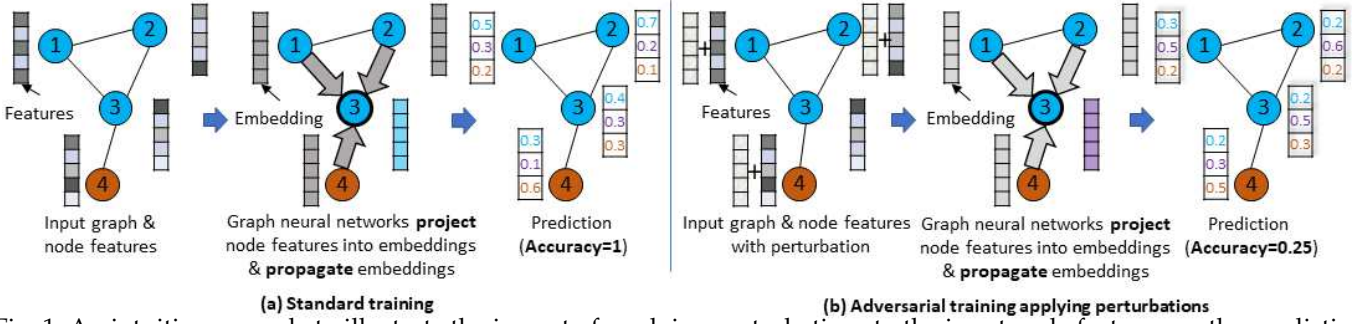 1
2
3
4
Features
Input graph &
node features
1
2
3
4
Embedding
Graph neural networks project
node features into embeddings
& propagate embeddings
0.5
0.3
0.2
1
2
0.7
0.2
0.1
3
0.4
0.3
0.3
0.3
0.1
0.6
4
Prediction
(Accuracy=1)
(a) Standard training
+
1
2
+
3
Features
+
4
Input graph & node features
with perturbation
1
2
3
4
Embedding
Graph neural networks project
node features into embeddings
& propagate embeddings
0.3
0.5
0.2
1
2
0.2
0.6
0.2
3
0.2
0.5
0.3
0.2
0.3
0.5
4
Prediction
(Accuracy=0.25)
(b) Adversarial training applying perturbations